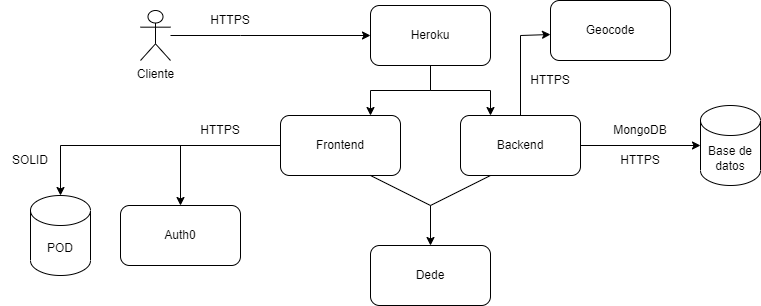 HTTPS
Heroku
Geocode
Cliente
HTTPS
HTTPS
Frontend
Backend
MongoDB
HTTPS
Base de
datos
SOLID
POD
Auth0
Dede